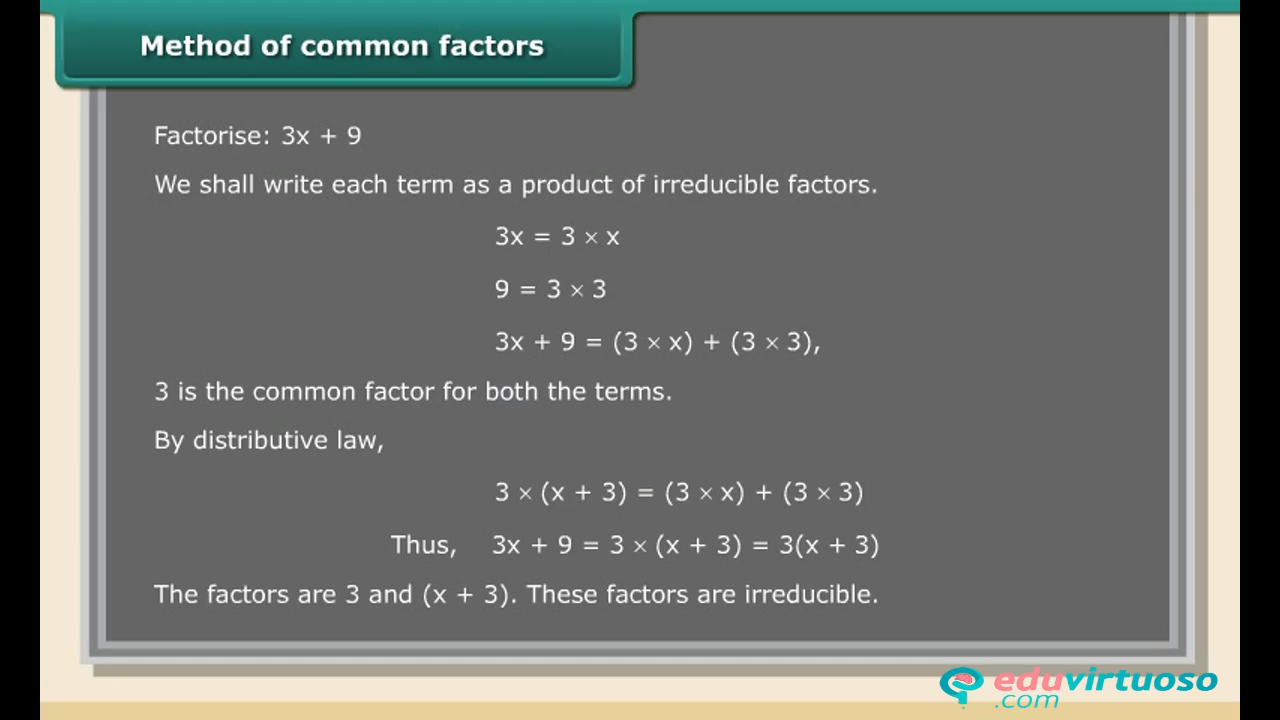 Method of common factors
Factorise: 3x + 9
We shall write each term as a product of irreducible factors.
3x = 3 × x
9 = 3 × 3
3x + 9 = (3 × x) + (3 × 3),
3 is the common factor for both the terms.
By distributive law,
3 × (x + 3) = (3 × x) + (3 × 3)
Thus, 3x + 9 = 3 × (x + 3) = 3(x + 3)
The factors are 3 and (x + 3). These factors are irreducible.
eduvirtuoso
.com